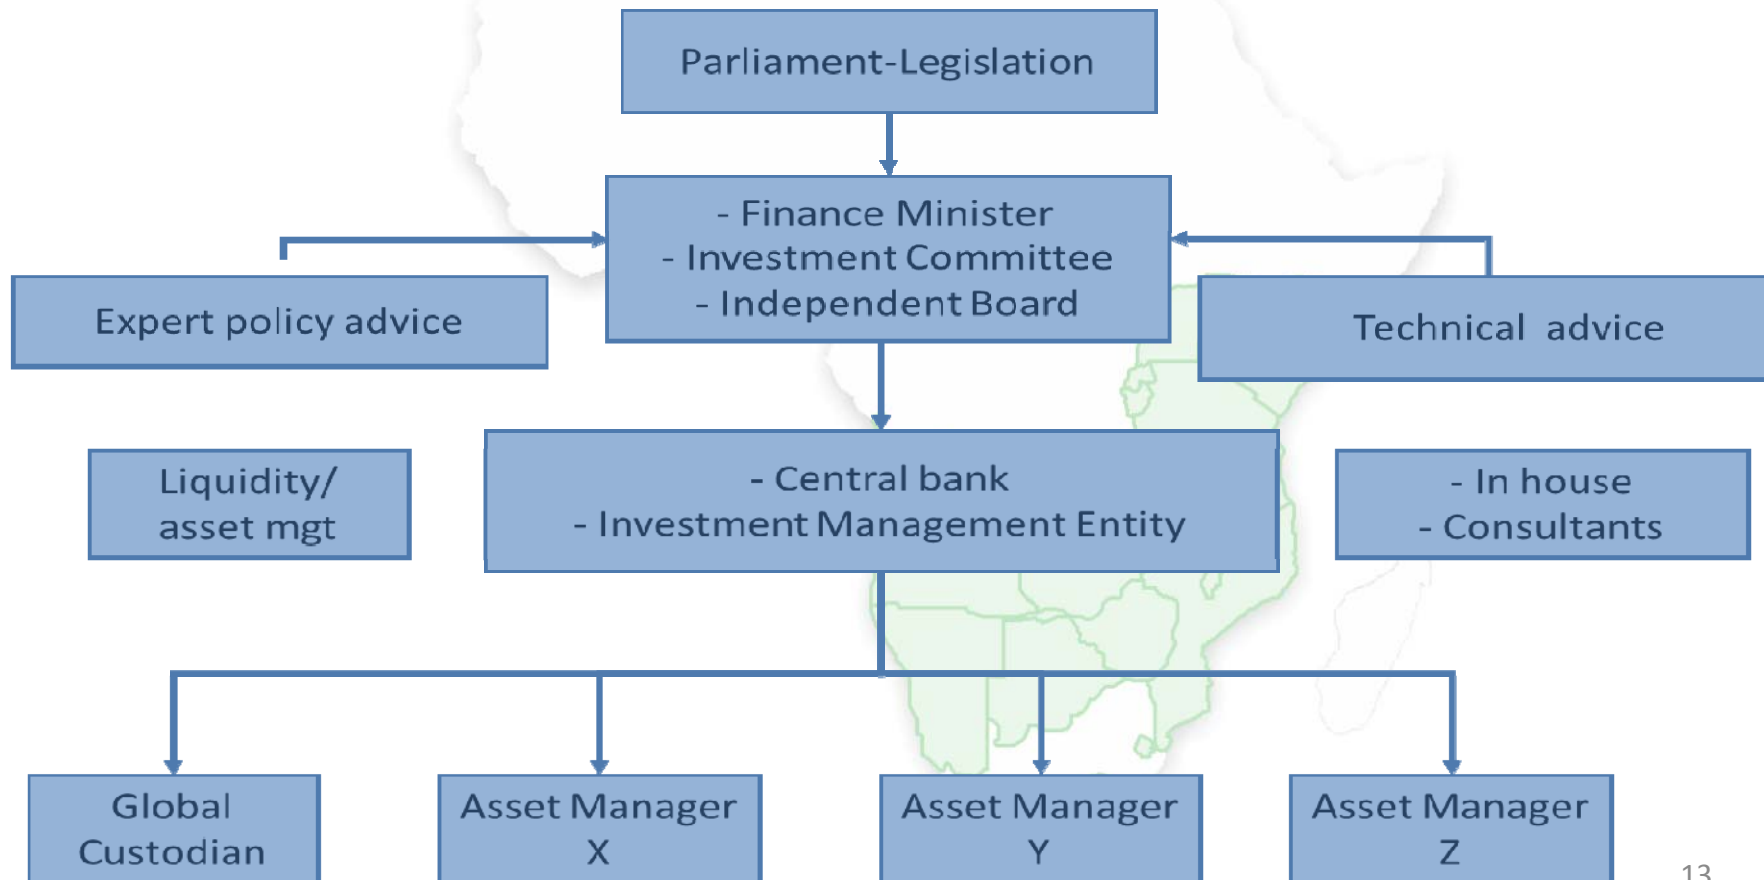 Parliament-Legislation
- Finance Minister
- Investment Committee
- Independent Board
Expert policy advice
Technical advice
Liquidity/
asset mgt
- Central bank
- Investment Management Entity
- In house
- Consultants
Global
Custodian
Asset Manager
X
Asset Manager
Y
Asset Manager
Z
13